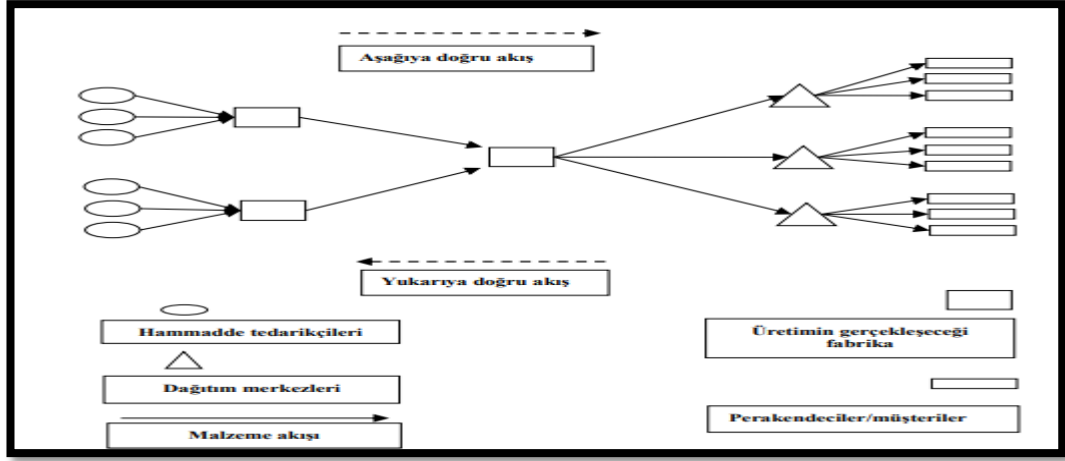 Aşağıya doğru akış
Yukarıya doğru akış
Hammadde tedarikçileri
Dağıtım merkezleri
Malzeme akışı
Üretimin gerçekleşeceği
fabrika
Perakendeciler/müşteriler